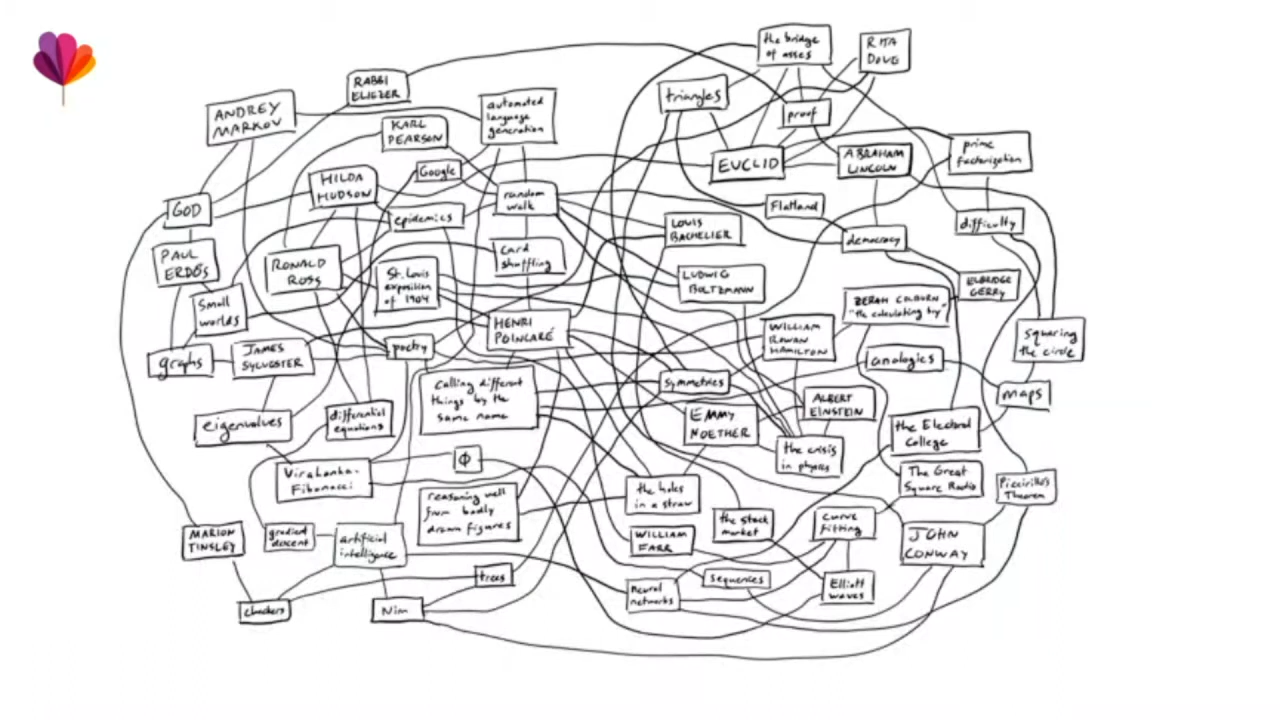 the bridge
of asses
RITA
DOVE
RABBI
ELIEZER
triangles
ANDREY
MARKOV
automated
language
generation
proof
KARL
PEARSON
prime
factorization
EUCLID
ABRAHAM
LINCOLN
Google
HILDA
HUDSON
random
walk
GOD
epidemics
Flatland
difficulty
LOUIS
BACHELIER
democracy
PAUL
ERDŐS
RONALD
ROSS
card
shuffling
St. Louis
exposition
of 1904
LUDWIG
BOLTZMANN
ELBRIDGE
GERRY
Small
worlds
ZERAH COLBURN
"the calculating boy"
HENRI
POINCARÉ
WILLIAM
ROWAN
HAMILTON
squaring
the circle
graphs
JAMES
SYLVESTER
poetry
analogies
Calling different
things by the
same name
symmetries
maps
ALBERT
EINSTEIN
eigenvalues
differential
equations
EMMY
NOETHER
the Electoral
College
the crisis
in physics
Virahanka-
Fibonacci
Φ
The Great
Square Radio
Piccirillo's
Theorem
reasoning well
from badly
drawn figures
the holes
in a straw
the stock
market
curve
fitting
MARION
TINSLEY
gradient
descent
artificial
intelligence
WILLIAM
FARR
JOHN
CONWAY
trees
sequences
Elliott
waves
neural
networks
checkers
Nim